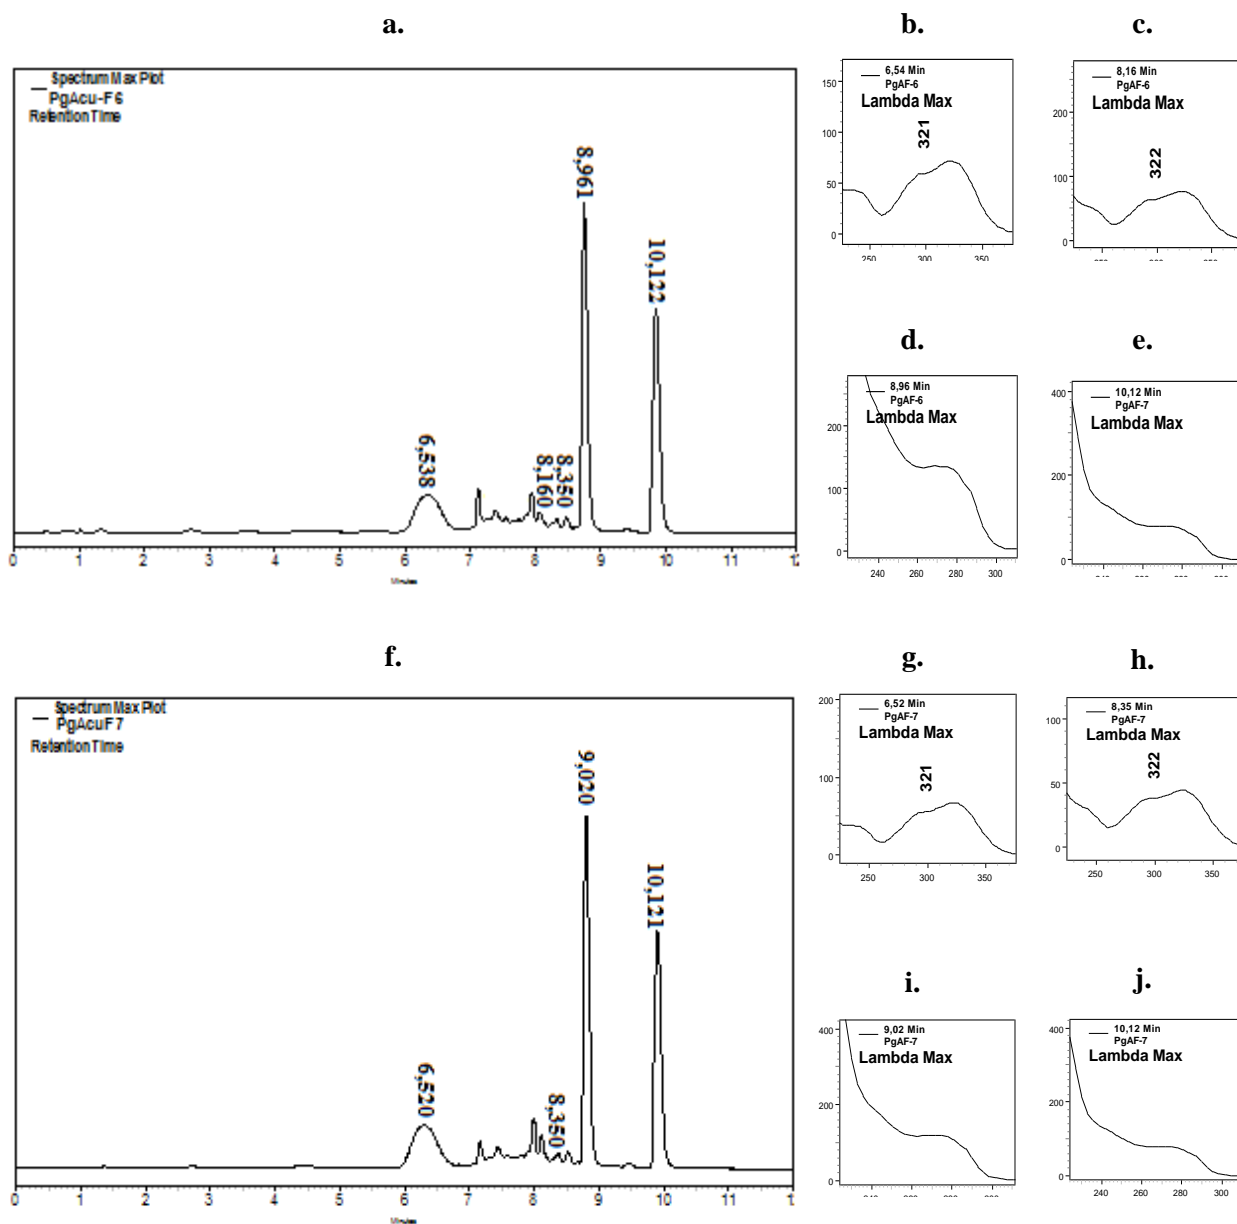 a.
Spectrum Max Plot
PgAcu-F6
Retention Time
8,961
10,122
6,538
8,160
8,350
0 1 2 3 4 5 6 7 8 9 10 11 12
Minutes
b.
6,54 Min
PgAF-6
Lambda Max
321
150
100
50
0
250 300 350
c.
8,16 Min
PgAF-6
Lambda Max
322
200
100
0
300
d.
8,96 Min
PgAF-6
Lambda Max
200
100
0
240 260 280 300
e.
10,12 Min
PgAF-7
Lambda Max
400
200
0
f.
Spectrum Max Plot
PgAcuF7
Retention Time
9,020
10,121
6,520
8,350
0 1 2 3 4 5 6 7 8 9 10 11
Minutes
g.
6,52 Min
PgAF-7
Lambda Max
321
200
100
0
250 300 350
h.
8,35 Min
PgAF-7
Lambda Max
322
100
50
0
250 300 350
i.
9,02 Min
PgAF-7
Lambda Max
400
200
0
j.
10,12 Min
PgAF-7
Lambda Max
400
200
0
240 260 280 300